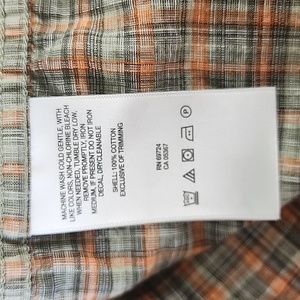 MACHINE WASH COLD GENTLE, WITH
LIKE COLORS, NON-CHLORINE BLEACH
WHEN NEEDED, TUMBLE DRY LOW,
REMOVE PROMPTLY, IRON
MEDIUM, IF PRESENT DO NOT IRON
DECAL, DRYCLEANABLE
SHELL: 100% COTTON
EXCLUSIVE OF TRIMMING
RN 69724
CA 05367